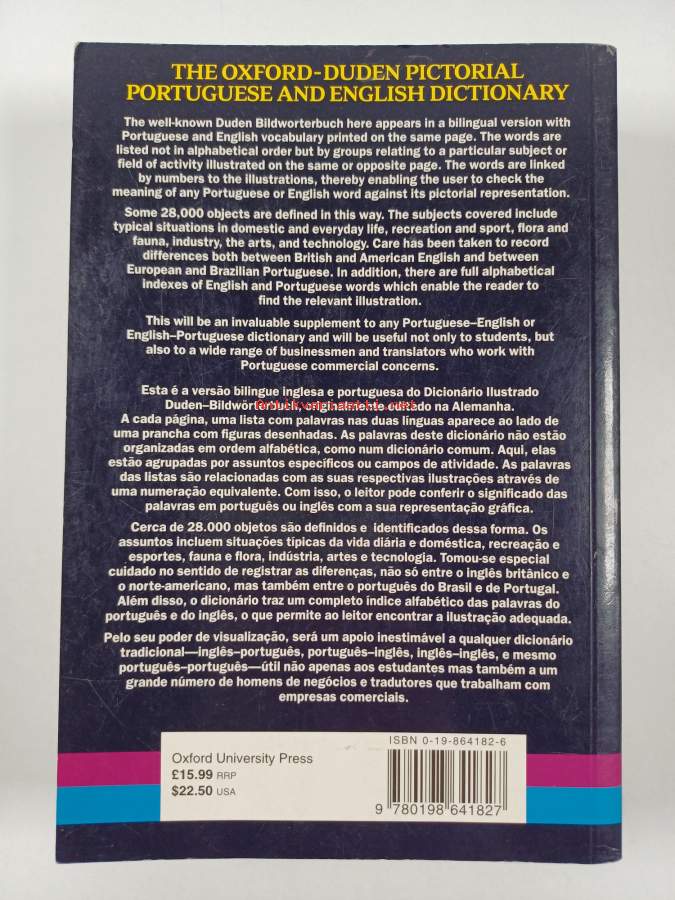 THE OXFORD-DUDEN PICTORIAL
PORTUGUESE AND ENGLISH DICTIONARY
The well-known Duden Bildworterbuch here appears in a bilingual version with
Portuguese and English vocabulary printed on the same page. The words are
listed not in alphabetical order but by groups relating to a particular subject or
field of activity illustrated on the same or opposite page. The words are linked
by numbers to the illustrations, thereby enabling the user to check the
meaning of any Portuguese or English word against its pictorial representation.
Some 28,000 objects are defined in this way. The subjects covered include
typical situations in domestic and everyday life, recreation and sport, flora and
fauna, industry, the arts, and technology. Care has been taken to record
differences both between British and American English and between
European and Brazilian Portuguese. In addition, there are full alphabetical
indexes of English and Portuguese words which enable the reader to
find the relevant illustration.
This will be an invaluable supplement to any Portuguese–English or
English–Portuguese dictionary and will be useful not only to students, but
also to a wide range of businessmen and translators who work with
Portuguese commercial concerns.
Esta é a versão bilingue inglesa e portuguesa do Dicionário Ilustrado
Duden–Bildwörterbuch, originalmente editado na Alemanha.
A cada página, uma lista com palavras nas duas línguas aparece ao lado de
uma prancha com figuras desenhadas. As palavras deste dicionário não estão
organizadas em ordem alfabética, como num dicionário comum. Aqui, elas
estão agrupadas por assuntos específicos ou campos de atividade. As palavras
das listas são relacionadas com as suas respectivas ilustrações através de
uma numeração equivalente. Com isso, o leitor pode conferir o significado das
palavras em português ou inglês com a sua representação gráfica.
Cerca de 28.000 objetos são definidos e identificados dessa forma. Os
assuntos incluem situações típicas da vida diária e doméstica, recreação e
esportes, fauna e flora, indústria, artes e tecnologia. Tomou-se especial
cuidado no sentido de registrar as diferenças, não só entre o inglês britânico e
o norte-americano, mas também entre o português do Brasil e de Portugal.
Além disso, o dicionário traz um completo índice alfabético das palavras do
português e do inglês, o que permite ao leitor encontrar a ilustração adequada.
Pelo seu poder de visualização, será um apoio inestimável a qualquer dicionário
tradicional—inglês–português, português–inglês, inglês–inglês, e mesmo
português–português—útil não apenas aos estudantes mas também a um
grande número de homens de negócios e tradutores que trabalham com
empresas comerciais.
Oxford University Press
£15.99 RRP
$22.50 USA
ISBN 0-19-864182-6
9 780198 641827